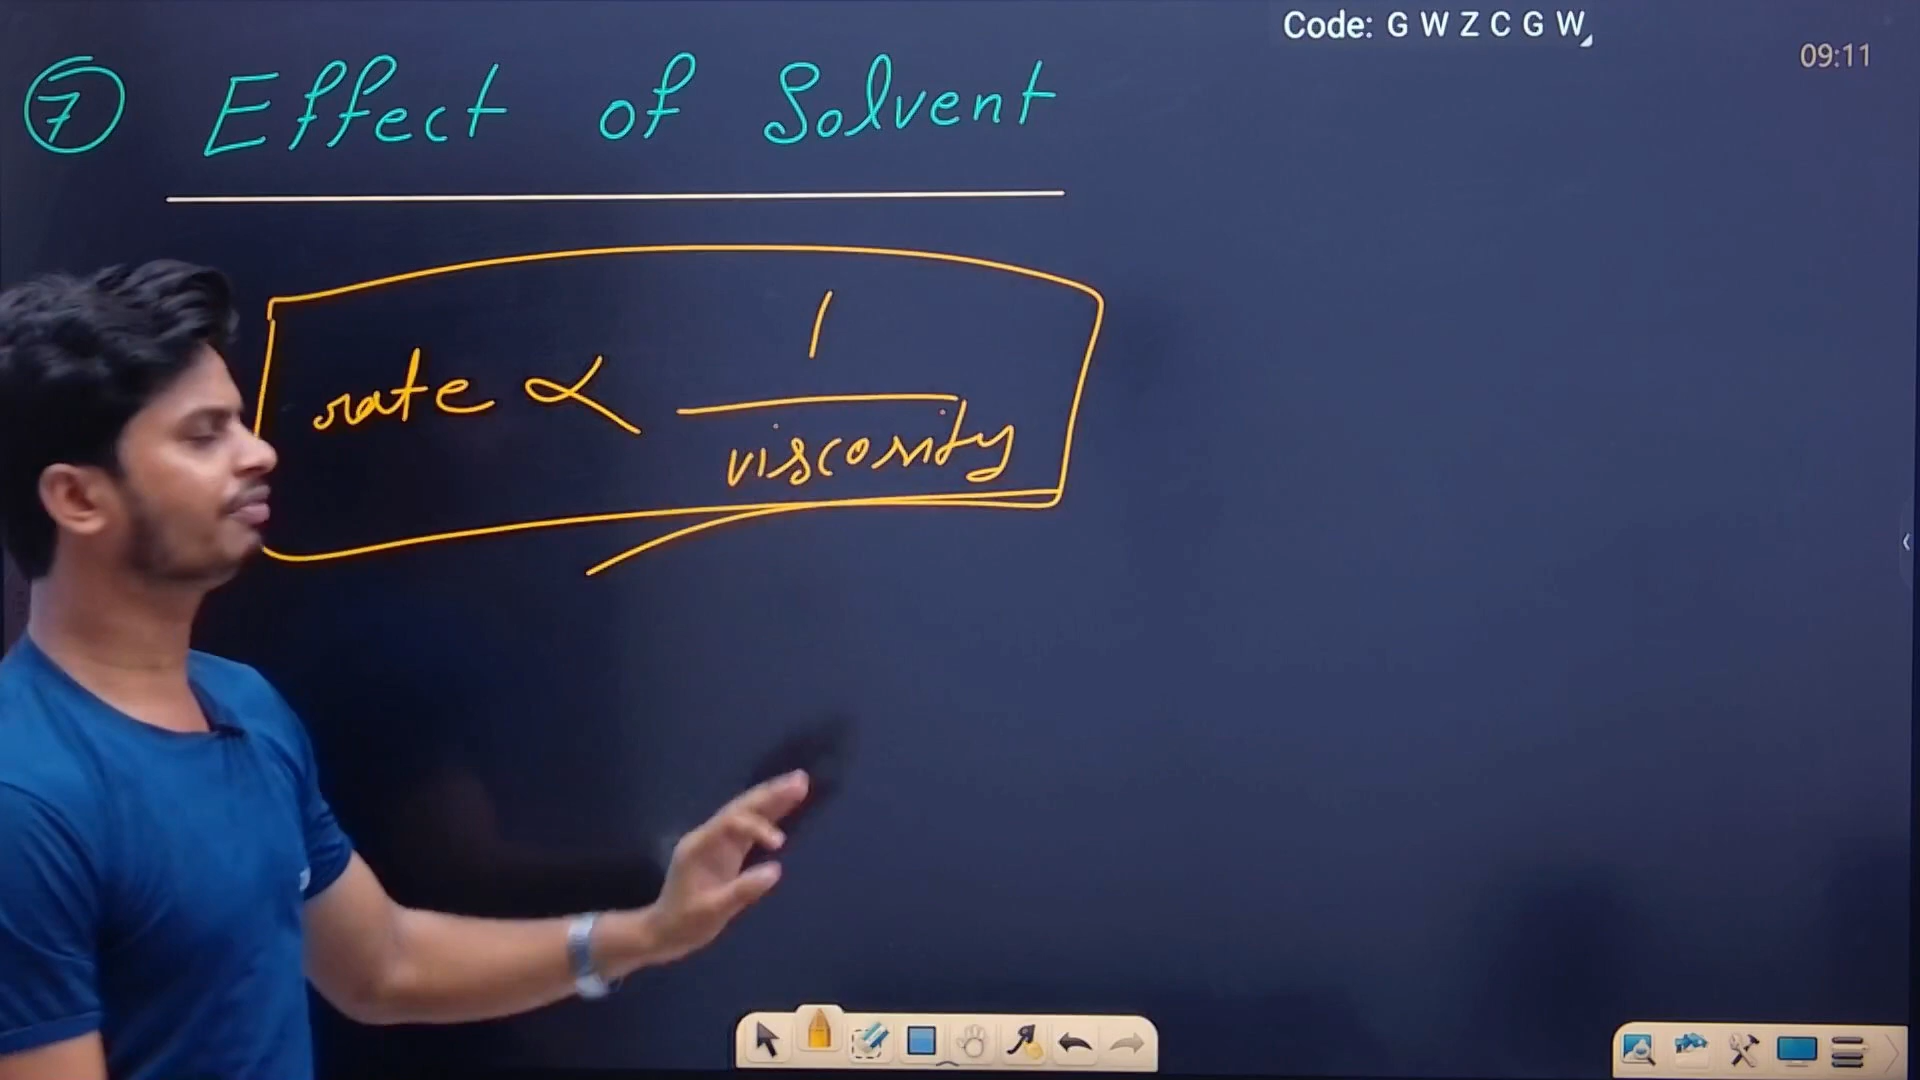 Code: G W Z C G W
09:11
7 Effect of Solvent
rate ∝ 1
viscosity